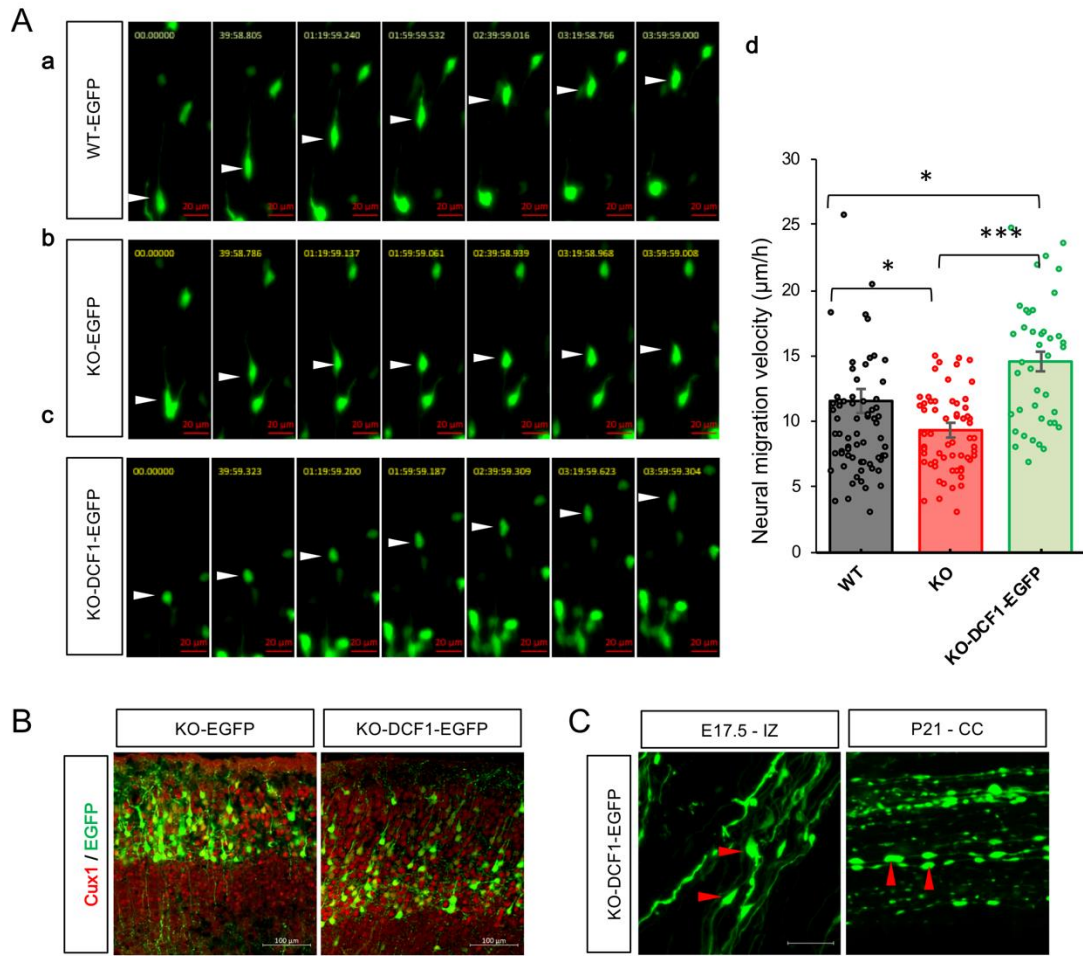 A
a
WT-EGFP
00.00000 39:58.805 01:19:59.240 01:59:59.532 02:39:59.016 03:19:58.766 03:59:59.000
20 μm 20 μm 20 μm 20 μm 20 μm 20 μm 20 μm
b
KO-EGFP
00.00000 39:58.786 01:19:59.137 01:59:59.061 02:39:58.939 03:19:58.968 03:59:59.008
20 μm 20 μm 20 μm 20 μm 20 μm 20 μm 20 μm
c
KO-DCF1-EGFP
00.00000 39:59.323 01:19:59.200 01:59:59.187 02:39:59.309 03:19:59.623 03:59:59.304
20 μm 20 μm 20 μm 20 μm 20 μm 20 μm 20 μm
d
Neural migration velocity (μm/h)
30
25
20
15
10
5
0
*
*
***
WT
KO
KO-DCF1-EGFP
B
KO-EGFP
KO-DCF1-EGFP
Cux1 / EGFP
100 μm
100 μm
C
E17.5 - IZ
P21 - CC
KO-DCF1-EGFP